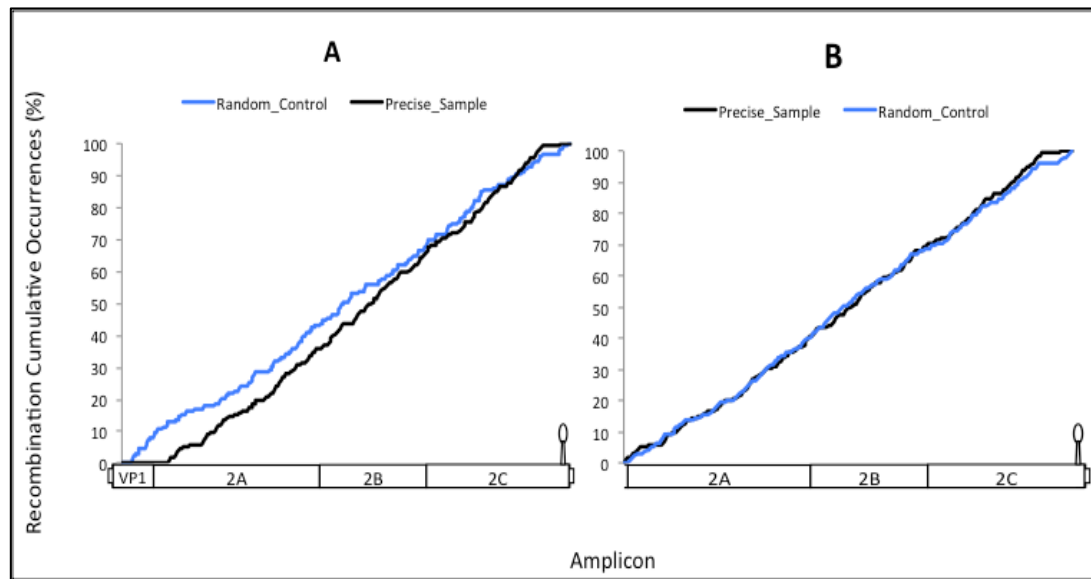 A
B
Random_Control Precise_Sample
Precise_Sample Random_Control
Recombination Cumulative Occurrences (%)
100
90
80
70
60
50
40
30
20
10
0
100
90
80
70
60
50
40
30
20
10
0
VP1 2A 2B 2C
2A 2B 2C
Amplicon